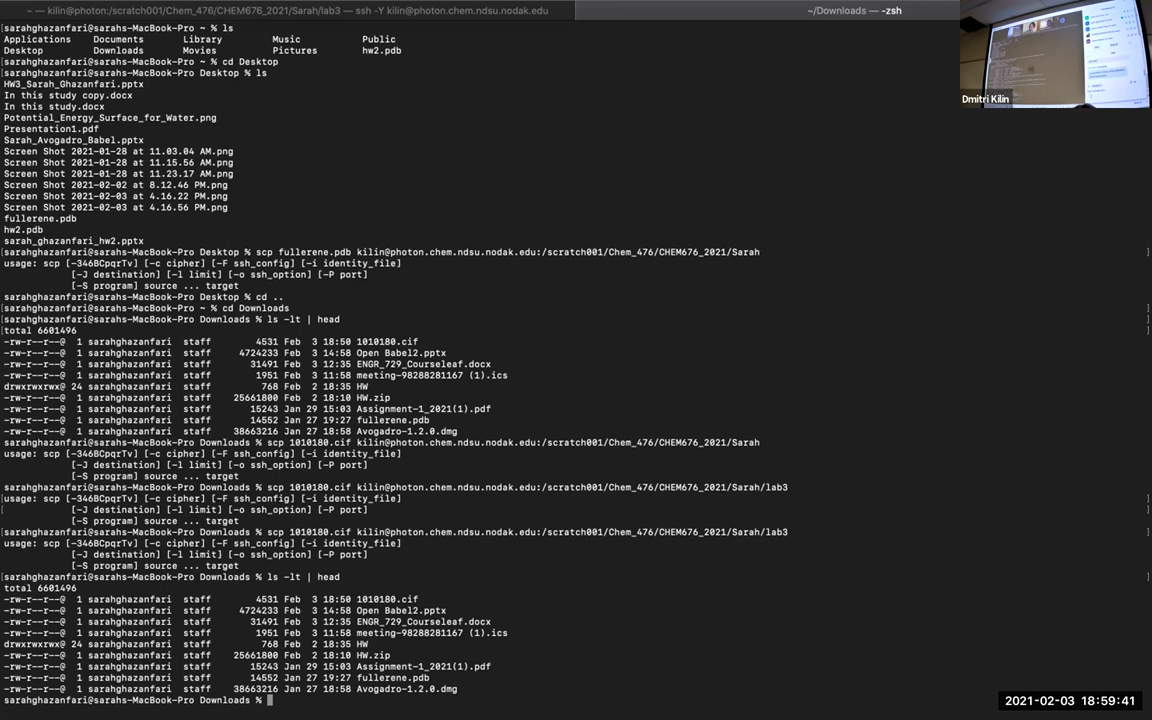 ~ — kilin@photon:/scratch001/Chem_476/CHEM676_2021/Sarah/lab3 — ssh -Y kilin@photon.chem.ndsu.nodak.edu
~/Downloads — -zsh
[sarahghazanfari@sarahs-MacBook-Pro ~ % ls
Applications Documents Library Music Public
Desktop Downloads Movies Pictures hw2.pdb
[sarahghazanfari@sarahs-MacBook-Pro ~ % cd Desktop
[sarahghazanfari@sarahs-MacBook-Pro Desktop % ls
HW3_Sarah_Ghazanfari.pptx
In this study copy.docx
In this study.docx
Potential_Energy_Surface_for_Water.png
Presentation1.pdf
Sarah_Avogadro_Babel.pptx
Screen Shot 2021-01-28 at 11.03.04 AM.png
Screen Shot 2021-01-28 at 11.15.56 AM.png
Screen Shot 2021-01-28 at 11.23.17 AM.png
Screen Shot 2021-02-02 at 8.12.46 PM.png
Screen Shot 2021-02-03 at 4.16.22 PM.png
Screen Shot 2021-02-03 at 4.16.56 PM.png
fullerene.pdb
hw2.pdb
sarah_ghazanfari_hw2.pptx
[sarahghazanfari@sarahs-MacBook-Pro Desktop % scp fullerene.pdb kilin@photon.chem.ndsu.nodak.edu:/scratch001/Chem_476/CHEM676_2021/Sarah ]
usage: scp [-346BCpqrTv] [-c cipher] [-F ssh_config] [-i identity_file]
[-J destination] [-l limit] [-o ssh_option] [-P port]
[-S program] source ... target
sarahghazanfari@sarahs-MacBook-Pro Desktop % cd ..
[sarahghazanfari@sarahs-MacBook-Pro ~ % cd Downloads ]
[sarahghazanfari@sarahs-MacBook-Pro Downloads % ls -lt | head ]
[total 6601496
-rw-r--r--@ 1 sarahghazanfari staff 4531 Feb 3 18:50 1010180.cif
-rw-r--r--@ 1 sarahghazanfari staff 4724233 Feb 3 14:58 Open Babel2.pptx
-rw-r--r--@ 1 sarahghazanfari staff 31491 Feb 3 12:35 ENGR_729_Courseleaf.docx
-rw-r--r--@ 1 sarahghazanfari staff 1951 Feb 3 11:58 meeting-98288281167 (1).ics
drwxrwxrwx@ 24 sarahghazanfari staff 768 Feb 2 18:35 HW
-rw-r--r--@ 1 sarahghazanfari staff 25661800 Feb 2 18:10 HW.zip
-rw-r--r--@ 1 sarahghazanfari staff 15243 Jan 29 15:03 Assignment-1_2021(1).pdf
-rw-r--r--@ 1 sarahghazanfari staff 14552 Jan 27 19:27 fullerene.pdb
-rw-r--r--@ 1 sarahghazanfari staff 38663216 Jan 27 18:58 Avogadro-1.2.0.dmg
[sarahghazanfari@sarahs-MacBook-Pro Downloads % scp 1010180.cif kilin@photon.chem.ndsu.nodak.edu:/scratch001/Chem_476/CHEM676_2021/Sarah ]
usage: scp [-346BCpqrTv] [-c cipher] [-F ssh_config] [-i identity_file]
[-J destination] [-l limit] [-o ssh_option] [-P port]
[-S program] source ... target
sarahghazanfari@sarahs-MacBook-Pro Downloads % scp 1010180.cif kilin@photon.chem.ndsu.nodak.edu:/scratch001/Chem_476/CHEM676_2021/Sarah/lab3
[usage: scp [-346BCpqrTv] [-c cipher] [-F ssh_config] [-i identity_file] ]
[ [-J destination] [-l limit] [-o ssh_option] [-P port] ]
[-S program] source ... target
[sarahghazanfari@sarahs-MacBook-Pro Downloads % scp 1010180.cif kilin@photon.chem.ndsu.nodak.edu:/scratch001/Chem_476/CHEM676_2021/Sarah/lab3 ]
usage: scp [-346BCpqrTv] [-c cipher] [-F ssh_config] [-i identity_file]
[-J destination] [-l limit] [-o ssh_option] [-P port]
[-S program] source ... target
[sarahghazanfari@sarahs-MacBook-Pro Downloads % ls -lt | head ]
total 6601496
-rw-r--r--@ 1 sarahghazanfari staff 4531 Feb 3 18:50 1010180.cif
-rw-r--r--@ 1 sarahghazanfari staff 4724233 Feb 3 14:58 Open Babel2.pptx
-rw-r--r--@ 1 sarahghazanfari staff 31491 Feb 3 12:35 ENGR_729_Courseleaf.docx
-rw-r--r--@ 1 sarahghazanfari staff 1951 Feb 3 11:58 meeting-98288281167 (1).ics
drwxrwxrwx@ 24 sarahghazanfari staff 768 Feb 2 18:35 HW
-rw-r--r--@ 1 sarahghazanfari staff 25661800 Feb 2 18:10 HW.zip
-rw-r--r--@ 1 sarahghazanfari staff 15243 Jan 29 15:03 Assignment-1_2021(1).pdf
-rw-r--r--@ 1 sarahghazanfari staff 14552 Jan 27 19:27 fullerene.pdb
-rw-r--r--@ 1 sarahghazanfari staff 38663216 Jan 27 18:58 Avogadro-1.2.0.dmg
sarahghazanfari@sarahs-MacBook-Pro Downloads %
Dmitri Kilin
2021-02-03 18:59:41